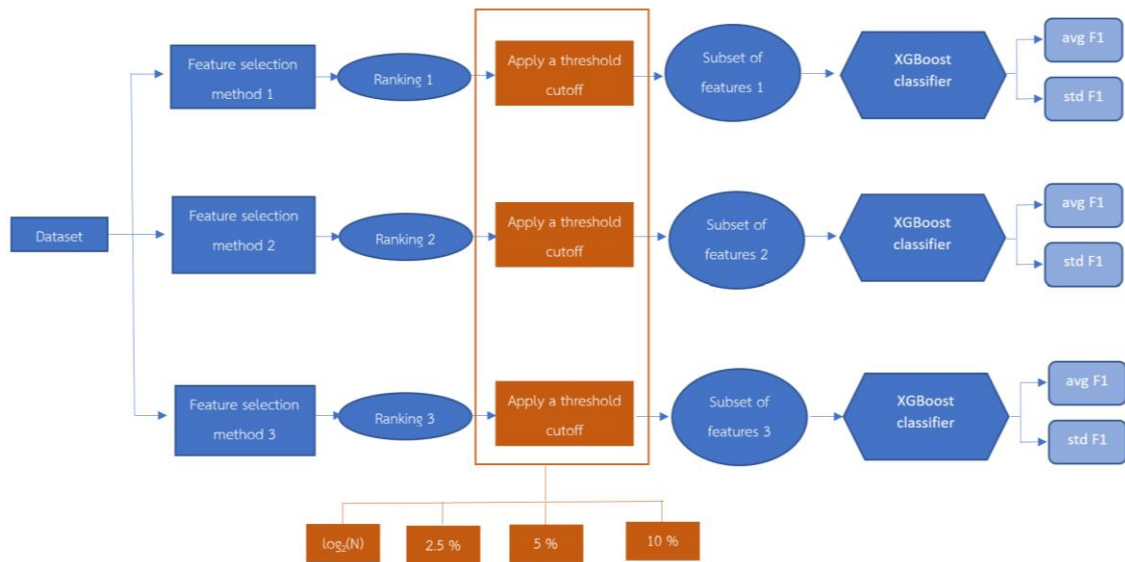 Feature selection
method 1
Ranking 1
Apply a threshold
cutoff
Subset of
features 1
XGBoost
classifier
avg F1
std F1
Dataset
Feature selection
method 2
Ranking 2
Apply a threshold
cutoff
Subset of
features 2
XGBoost
classifier
avg F1
std F1
Feature selection
method 3
Ranking 3
Apply a threshold
cutoff
Subset of
features 3
XGBoost
classifier
avg F1
std F1
log₂(N)
2.5 %
5 %
10 %